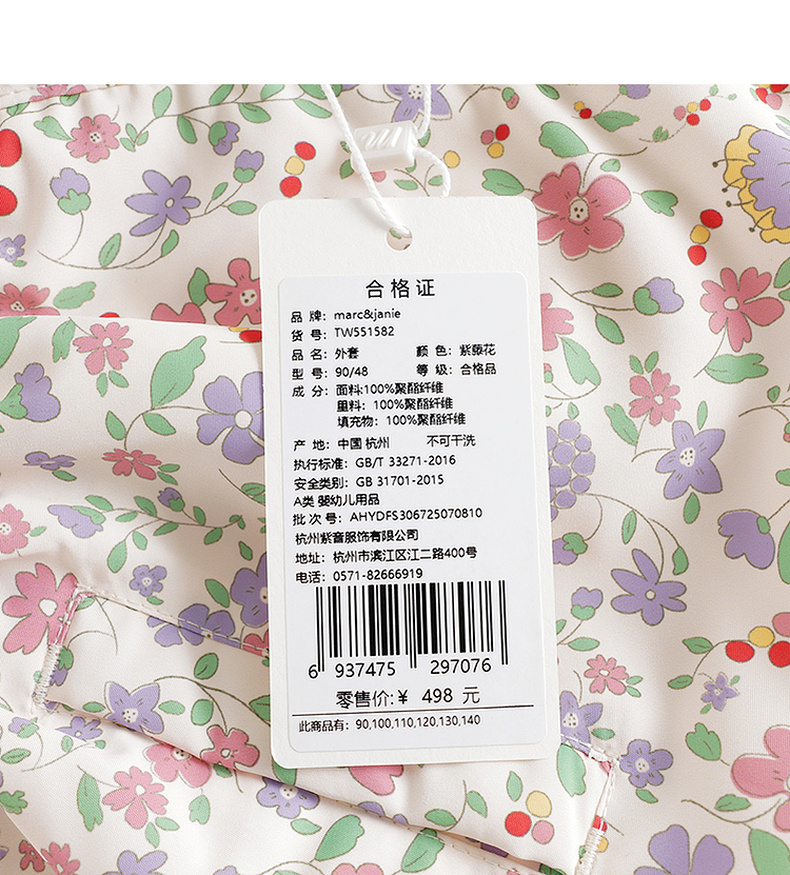 合格证
品 牌：marc&janie
货 号：TW551582
品 名：外套 颜 色：紫藤花
型 号：90/48 等 级：合格品
成 分：面料:100%聚酯纤维
里料：100%聚酯纤维
填充物：100%聚酯纤维
产 地：中国 杭州 不可干洗
执行标准：GB/T 33271-2016
安全类别：GB 31701-2015
A类 婴幼儿用品
批 次 号：AHYDFS306725070810
杭州紫音服饰有限公司
地址：杭州市滨江区江二路400号
电话：0571-82666919
6 937475 297076
零售价:¥ 498 元
此商品有：90,100,110,120,130,140